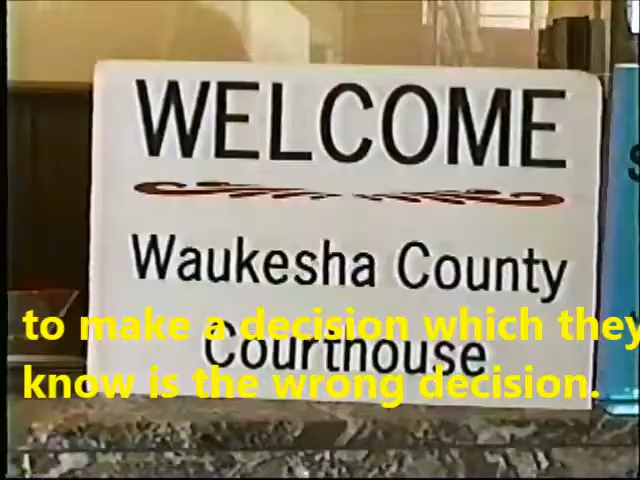 WELCOME
Waukesha County
Courthouse
to make a decision which they
know is the wrong decision.